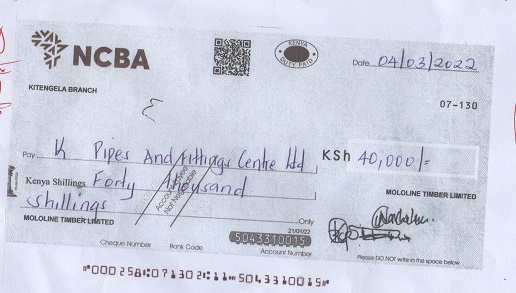 NCBA
KENYA
DUTY PAID
Date 04/03/2022
KITENGELA BRANCH
07-130
Pay K Pipes And Fittings Centre Ltd KSh 40,000/=
Kenya Shillings Forty Thousand
Shillings Only
Not Negotiable
MOLOLINE TIMBER LIMITED
MOLOLINE TIMBER LIMITED
21/01/22
5043310015
Cheque Number Bank Code Account Number
Please DO NOT write in the space below
"000258⑆07130 2⑆11⑈5043310015⑈